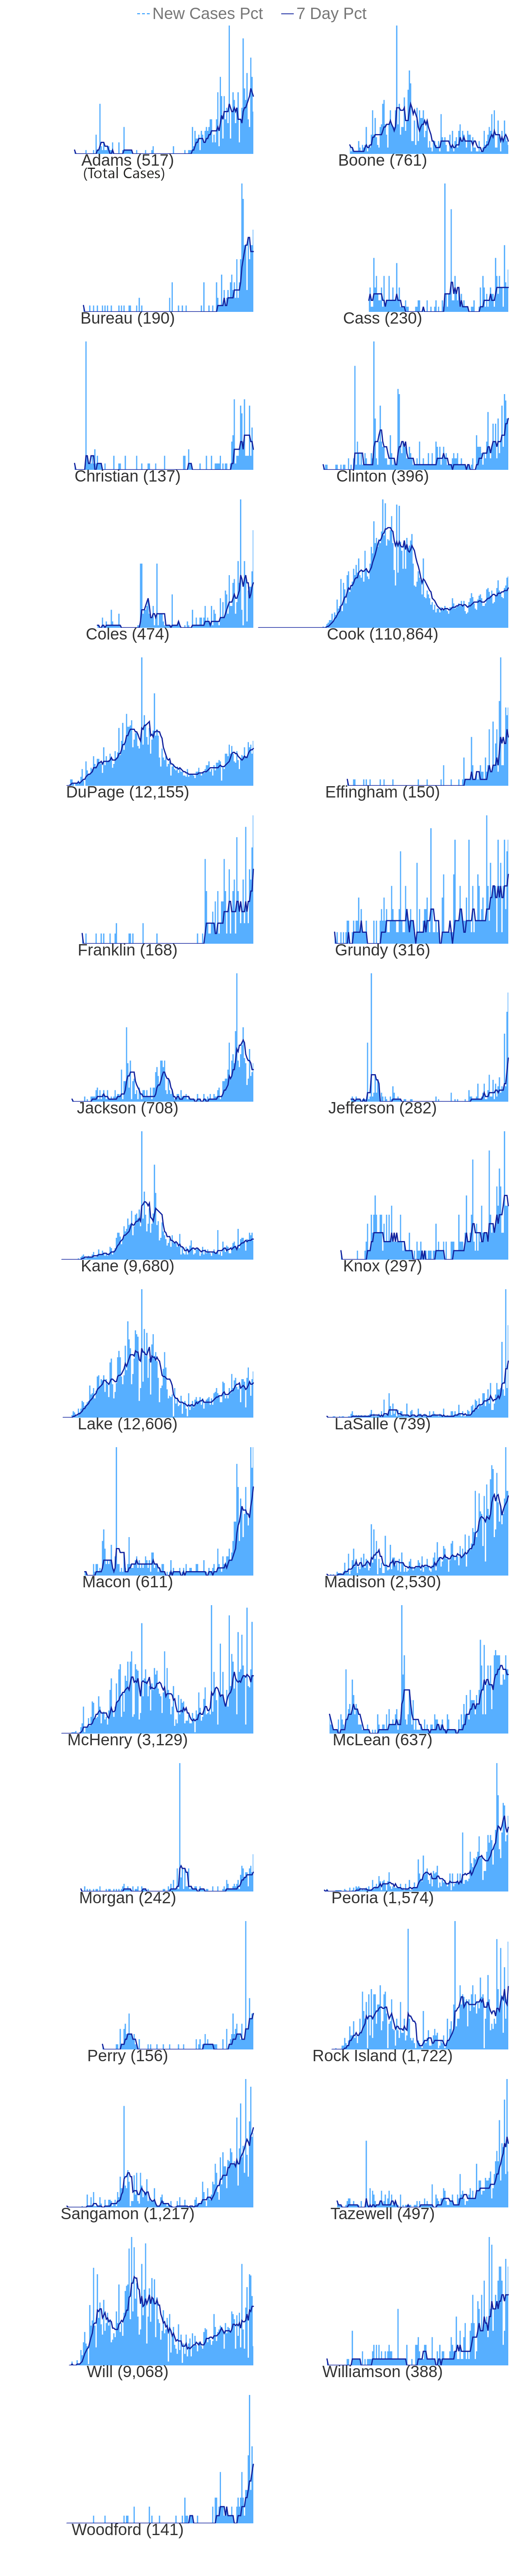 New Cases Pct 7 Day Pct
Adams (517) Boone (761)
(Total Cases)
Bureau (190) Cass (230)
Christian (137) Clinton (396)
Coles (474) Cook (110,864)
DuPage (12,155) Effingham (150)
Franklin (168) Grundy (316)
Jackson (708) Jefferson (282)
Kane (9,680) Knox (297)
Lake (12,606) LaSalle (739)
Macon (611) Madison (2,530)
McHenry (3,129) McLean (637)
Morgan (242) Peoria (1,574)
Perry (156) Rock Island (1,722)
Sangamon (1,217) Tazewell (497)
Will (9,068) Williamson (388)
Woodford (141)